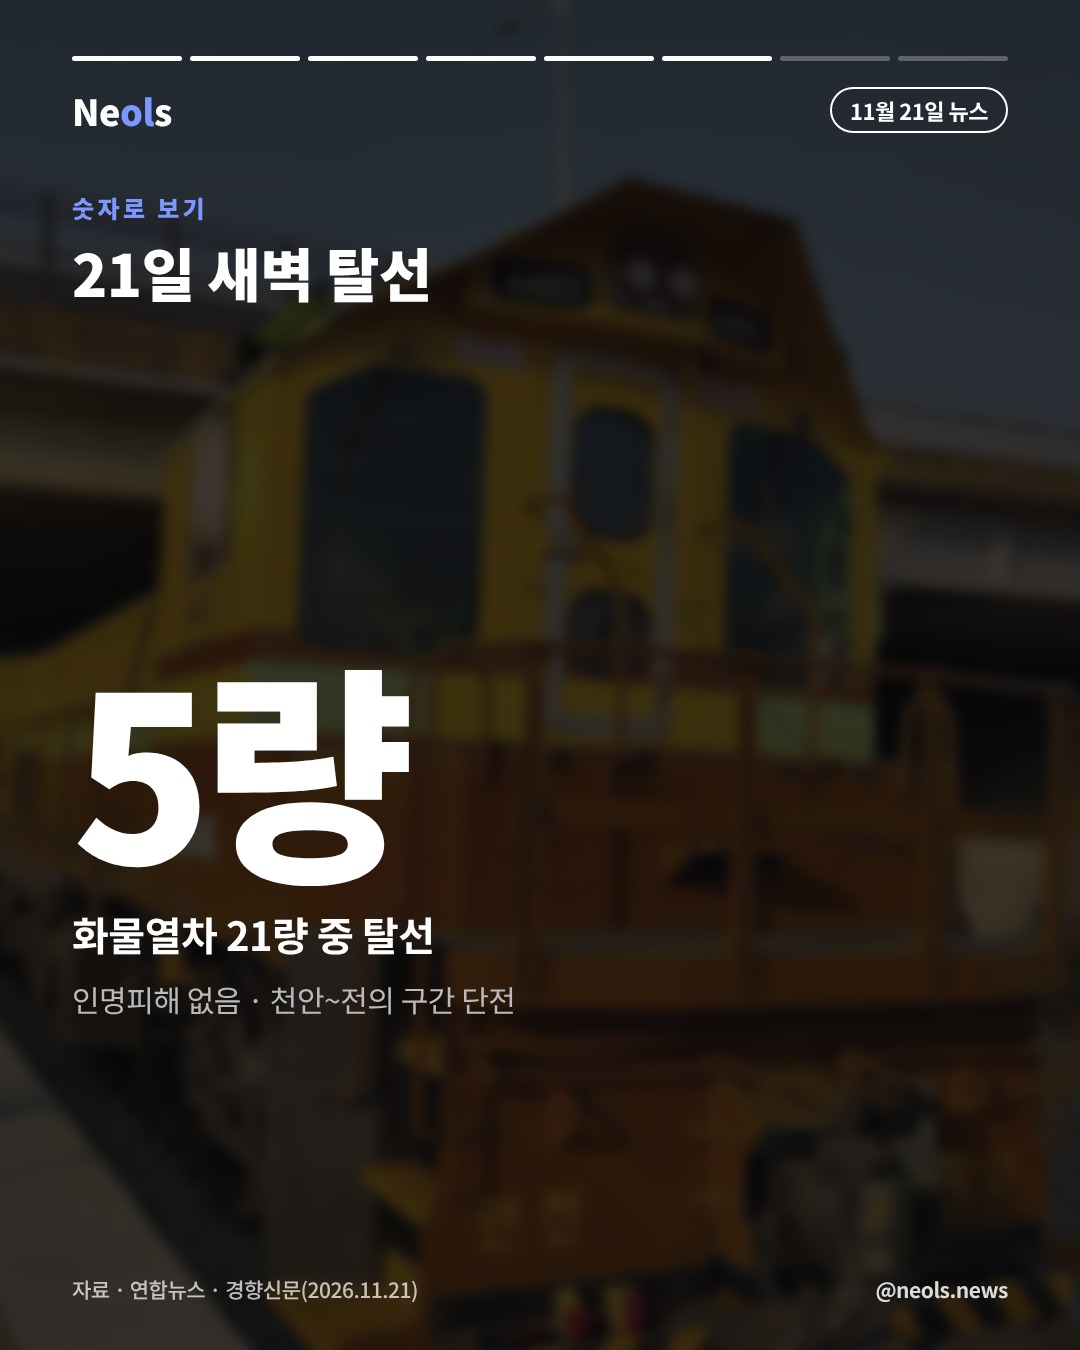 Neols
11월 21일 뉴스
숫자로 보기
21일 새벽 탈선
5량
화물열차 21량 중 탈선
인명피해 없음 · 천안~전의 구간 단전
자료 · 연합뉴스 · 경향신문(2026.11.21)
@neols.news